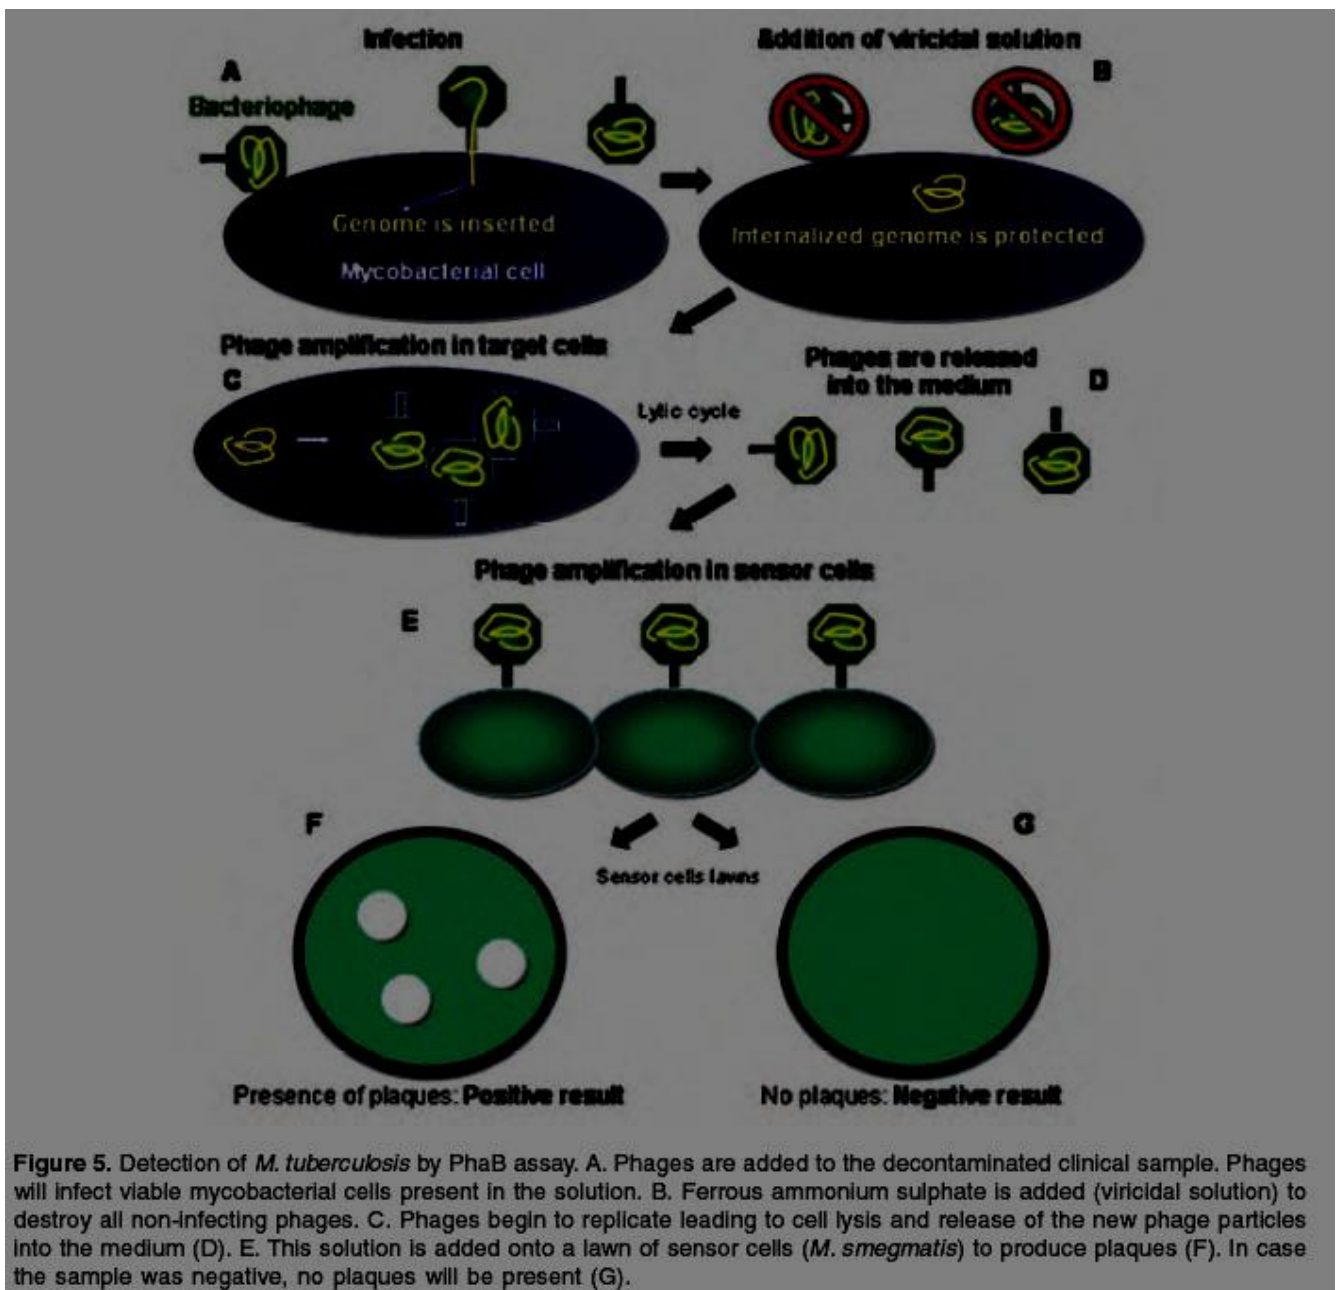 Infection
Addition of viricidal solution
A
B
Bacteriophage
Genome is inserted
Mycobacterial cell
Internalized genome is protected
Phage amplification in target cells
C
Phages are released
into the medium
D
Lytic cycle
Phage amplification in sensor cells
E
F
G
Sensor cells lawns
Presence of plaques: Positive result
No plaques: Negative result
Figure 5. Detection of M. tuberculosis by PhaB assay. A. Phages are added to the decontaminated clinical sample. Phages
will infect viable mycobacterial cells present in the solution. B. Ferrous ammonium sulphate is added (viricidal solution) to
destroy all non-infecting phages. C. Phages begin to replicate leading to cell lysis and release of the new phage particles
into the medium (D). E. This solution is added onto a lawn of sensor cells (M. smegmatis) to produce plaques (F). In case
the sample was negative, no plaques will be present (G).